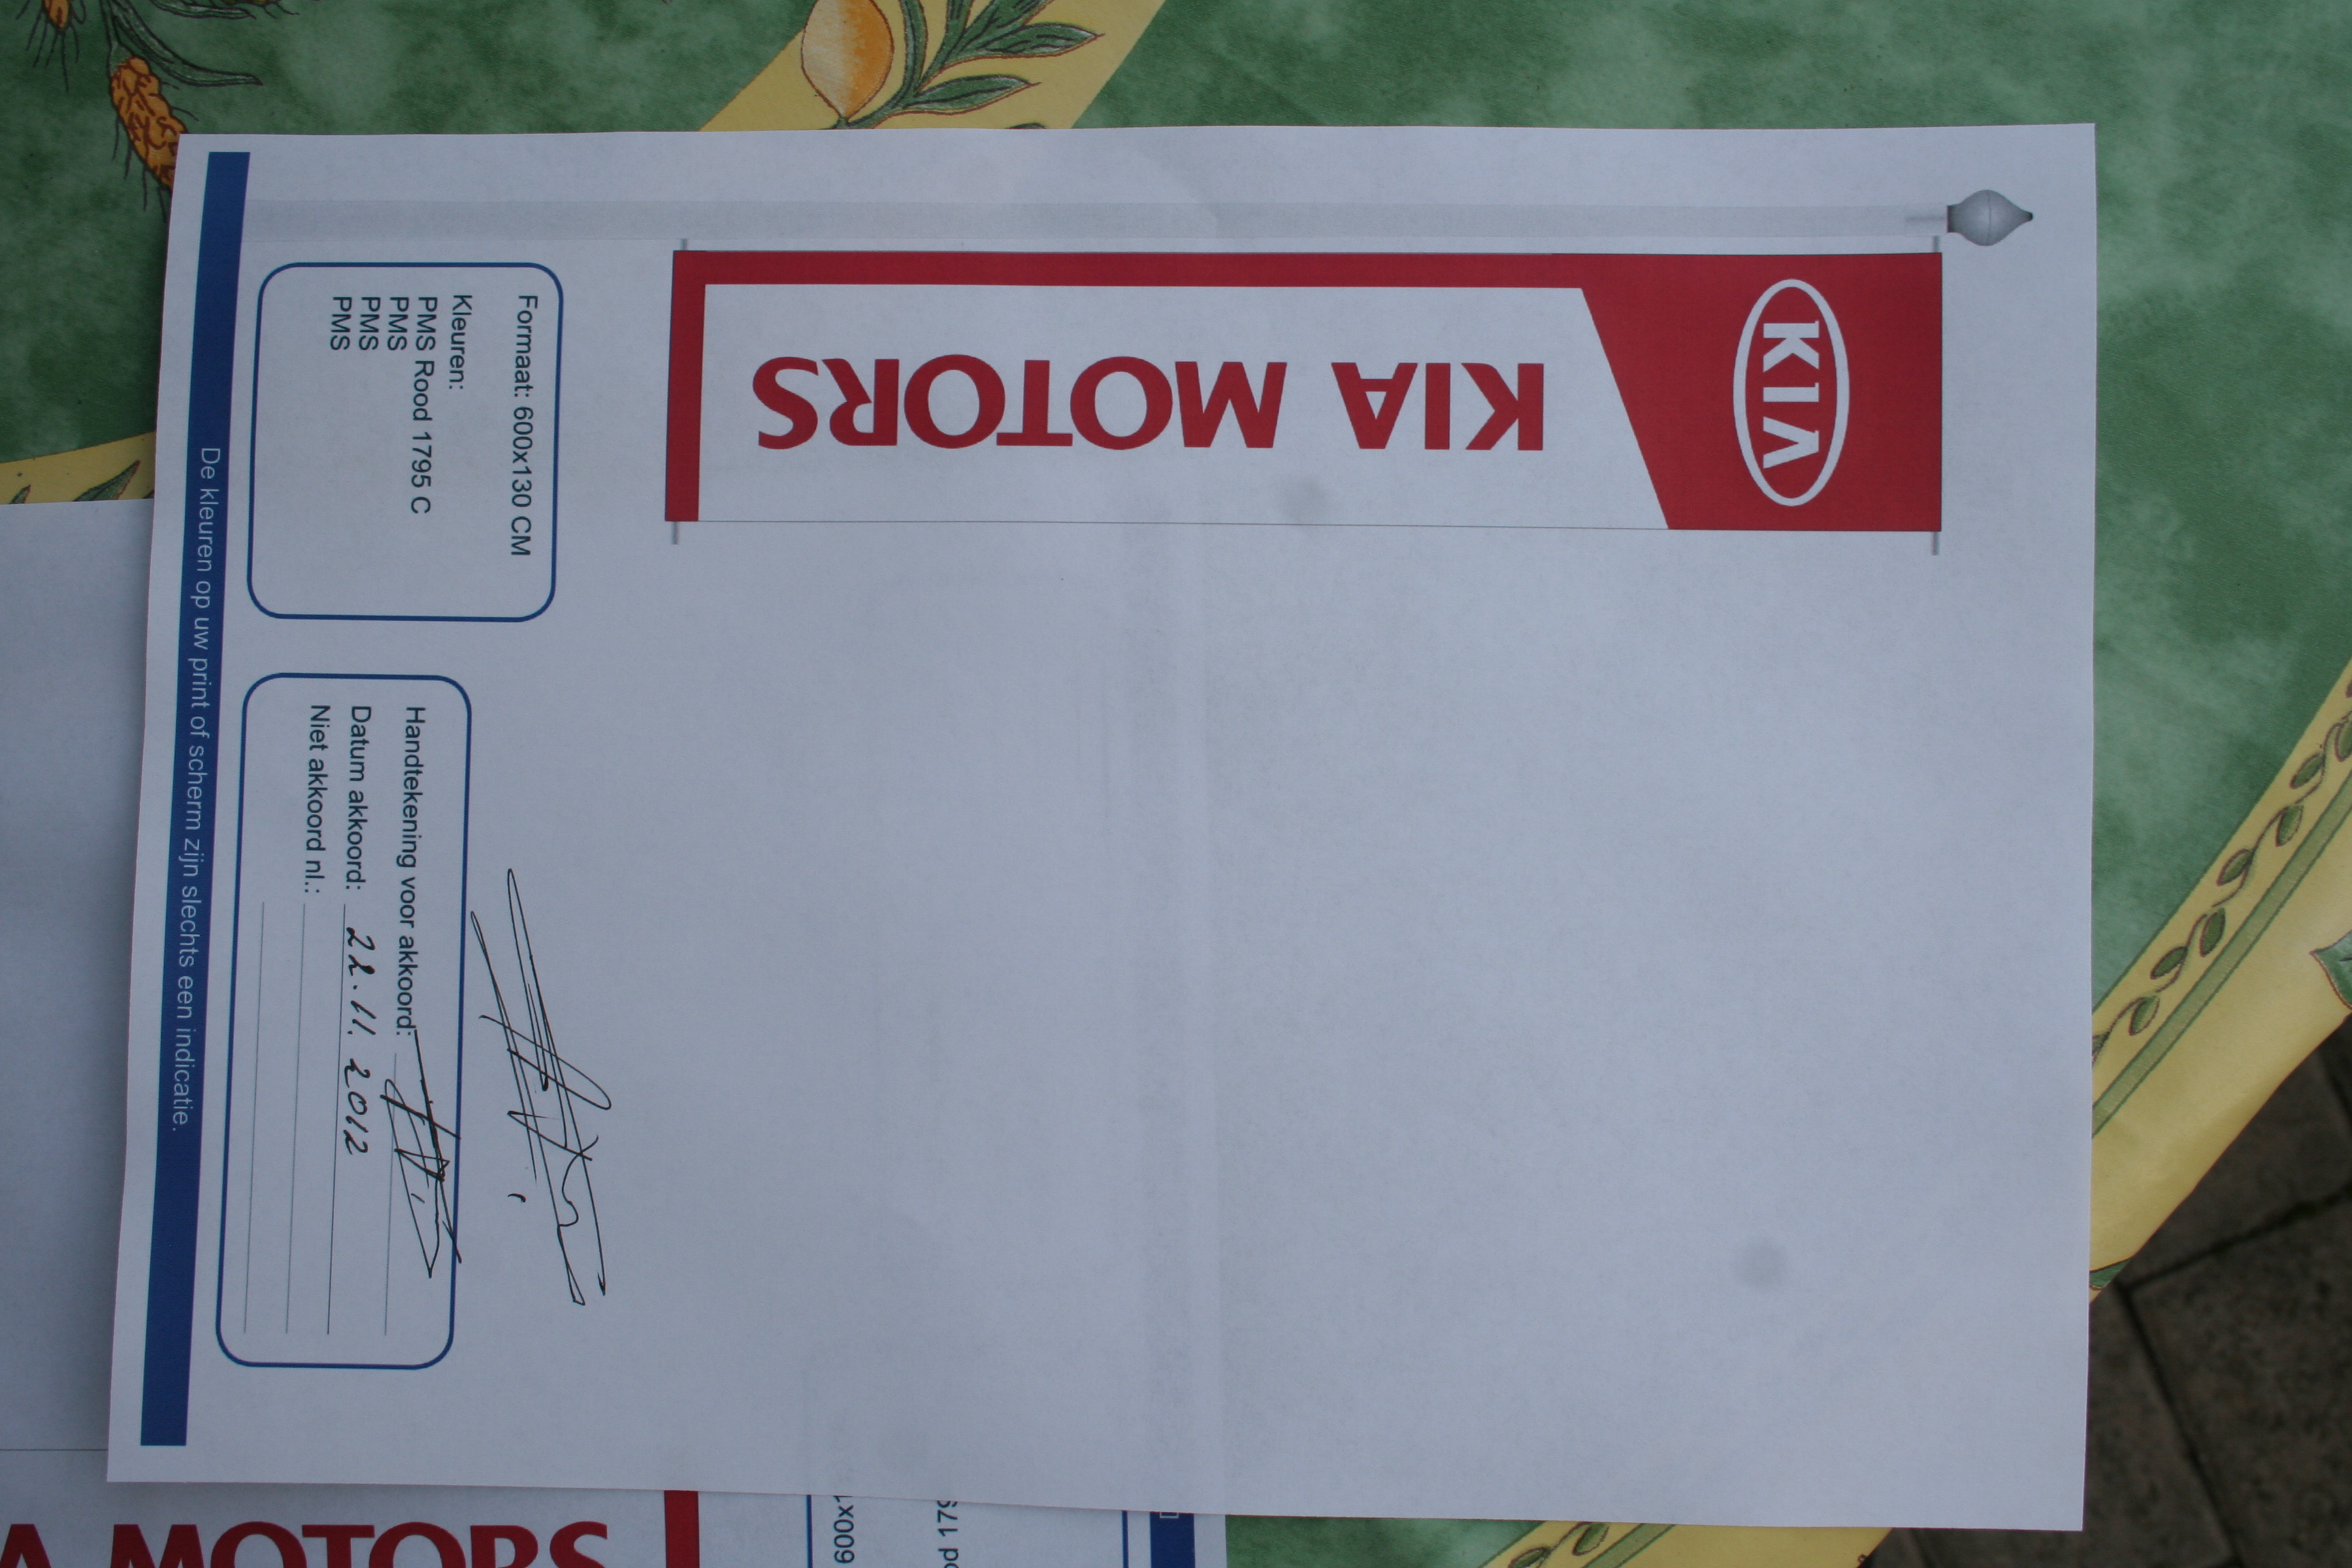 KIA
KIA MOTORS
Formaat: 600x130 CM
Kleuren:
PMS Rood 1795 C
PMS
PMS
PMS
Handtekening voor akkoord:
Datum akkoord: 22.11.2012
Niet akkoord nl.:
De kleuren op uw print of scherm zijn slechts een indicatie.
A MOTORS